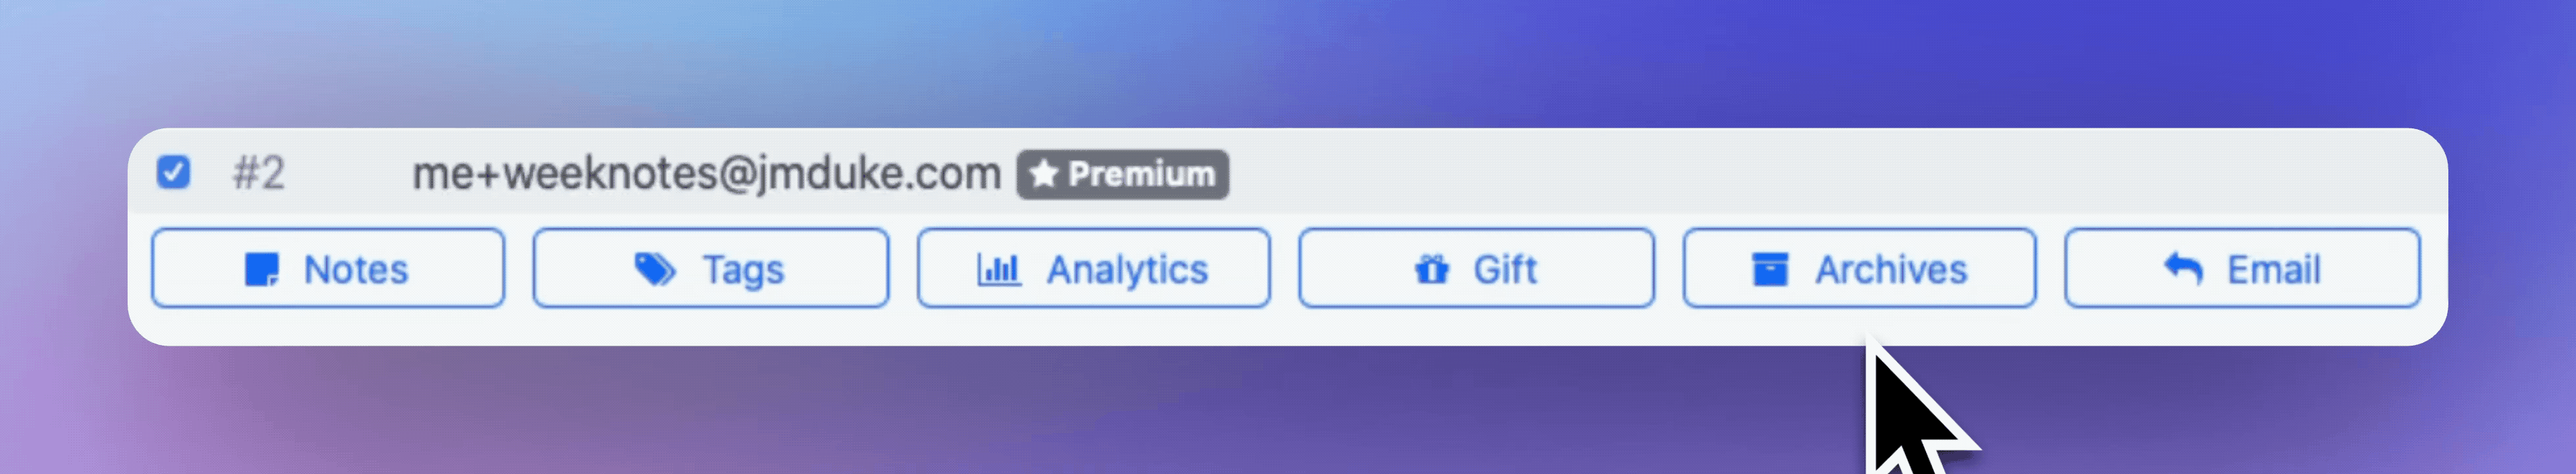 #2 me+weeknotes@jmduke.com Premium
Notes Tags Analytics Gift Archives Email